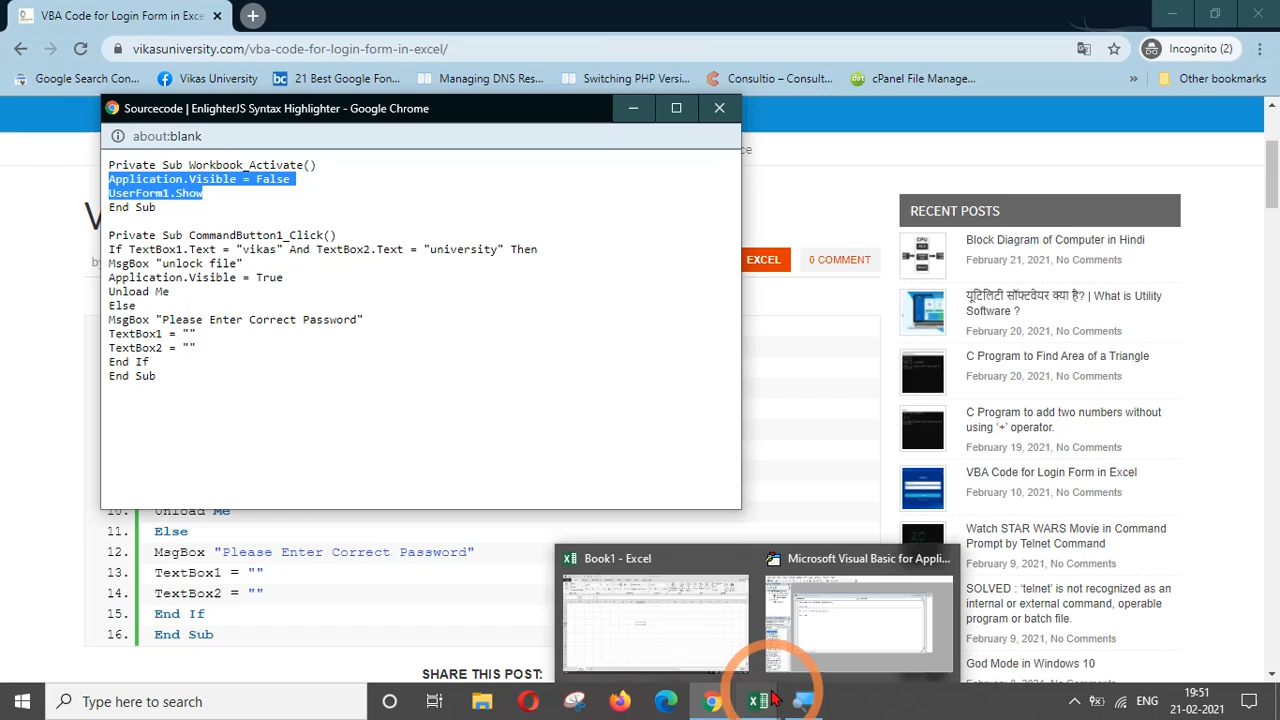 VBA Code for Login Form in Exce
vikasuniversity.com/vba-code-for-login-form-in-excel/
Incognito (2)
Google Search Con...
Vikas University
21 Best Google Fon...
Managing DNS Res...
Switching PHP Versi...
Consultio – Consult...
cPanel File Manage...
»
Other bookmarks
Sourcecode | EnlighterJS Syntax Highlighter - Google Chrome
about:blank
Private Sub Workbook_Activate()
Application.Visible = False
UserForm1.Show
End Sub
Private Sub CommandButton1_Click()
If TextBox1.Text = "vikas" And TextBox2.Text = "university" Then
MsgBox "unlock file"
Application.Visible = True
Unload Me
Else
MsgBox "Please Enter Correct Password"
TextBox1 = ""
TextBox2 = ""
End If
End Sub
EXCEL
0 COMMENT
10. Unload Me
11. Else
12. MsgBox "Please Enter Correct Password"
13. TextBox1 = ""
14. TextBox2 = ""
15. End If
16. End Sub
SHARE THIS POST:
RECENT POSTS
Block Diagram of Computer in Hindi
February 21, 2021, No Comments
यूटिलिटी सॉफ्टवेयर क्या है? | What is Utility
Software ?
February 20, 2021, No Comments
C Program to Find Area of a Triangle
February 20, 2021, No Comments
C Program to add two numbers without
using '+' operator.
February 19, 2021, No Comments
VBA Code for Login Form in Excel
February 10, 2021, No Comments
Watch STAR WARS Movie in Command
Prompt by Telnet Command
February 9, 2021, No Comments
SOLVED : 'telnet' is not recognized as an
internal or external command, operable
program or batch file.
February 9, 2021, No Comments
God Mode in Windows 10
Book1 - Excel
Microsoft Visual Basic for Appli...
Type here to search
ENG
19:51
21-02-2021